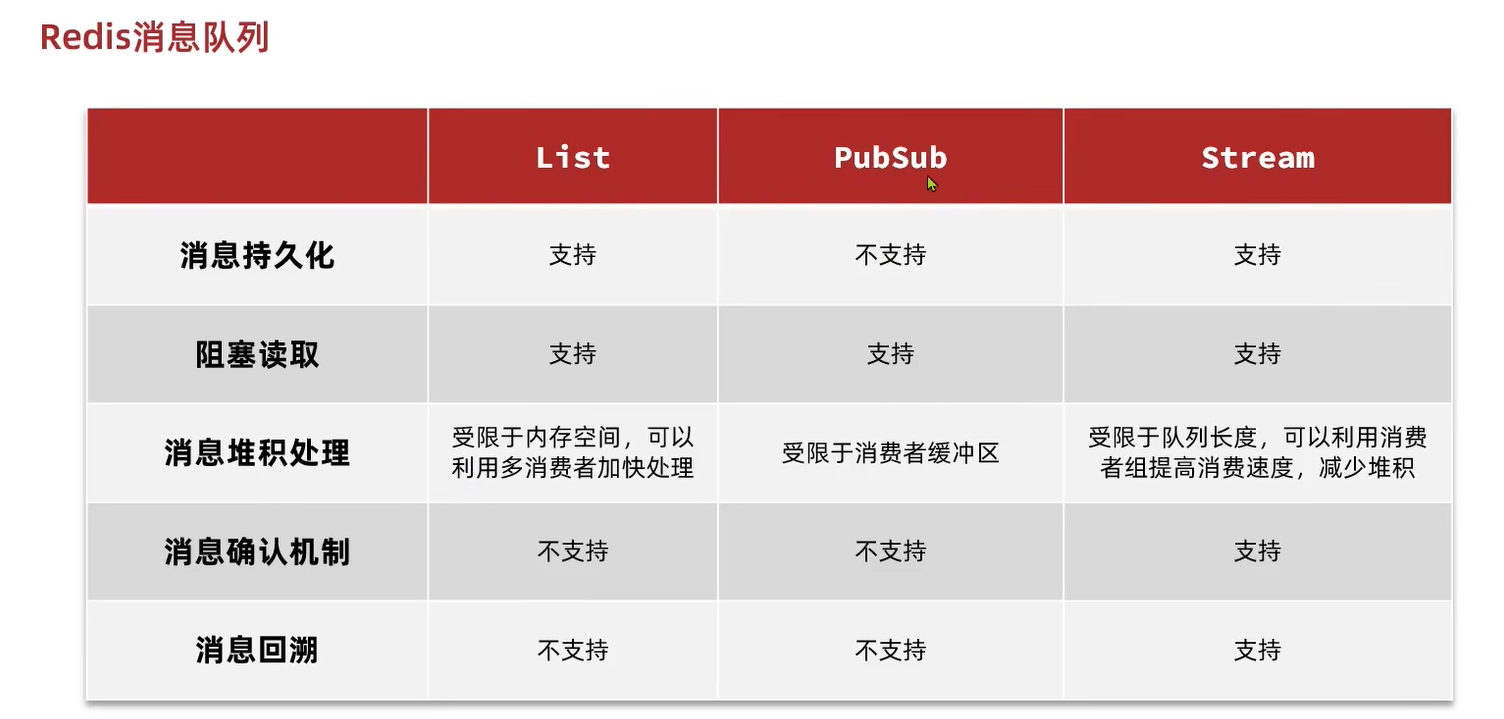 Redis消息队列
List PubSub Stream
消息持久化 支持 不支持 支持
阻塞读取 支持 支持 支持
消息堆积处理 受限于内存空间，可以 受限于消费者缓冲区 受限于队列长度，可以利用消费
利用多消费者加快处理 者组提高消费速度，减少堆积
消息确认机制 不支持 不支持 支持
消息回溯 不支持 不支持 支持